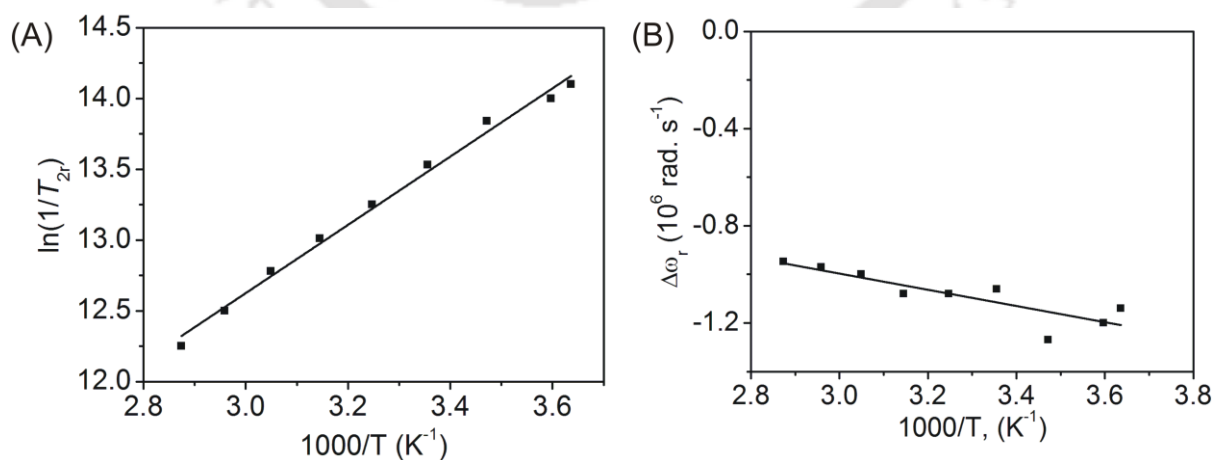 (A)
14.5
14.0
13.5
13.0
12.5
12.0
ln(1/T2r)
2.8 3.0 3.2 3.4 3.6
1000/T (K-1)
(B)
0.0
-0.4
-0.8
-1.2
Δωr (10^6 rad. s-1)
2.8 3.0 3.2 3.4 3.6 3.8
1000/T, (K-1)